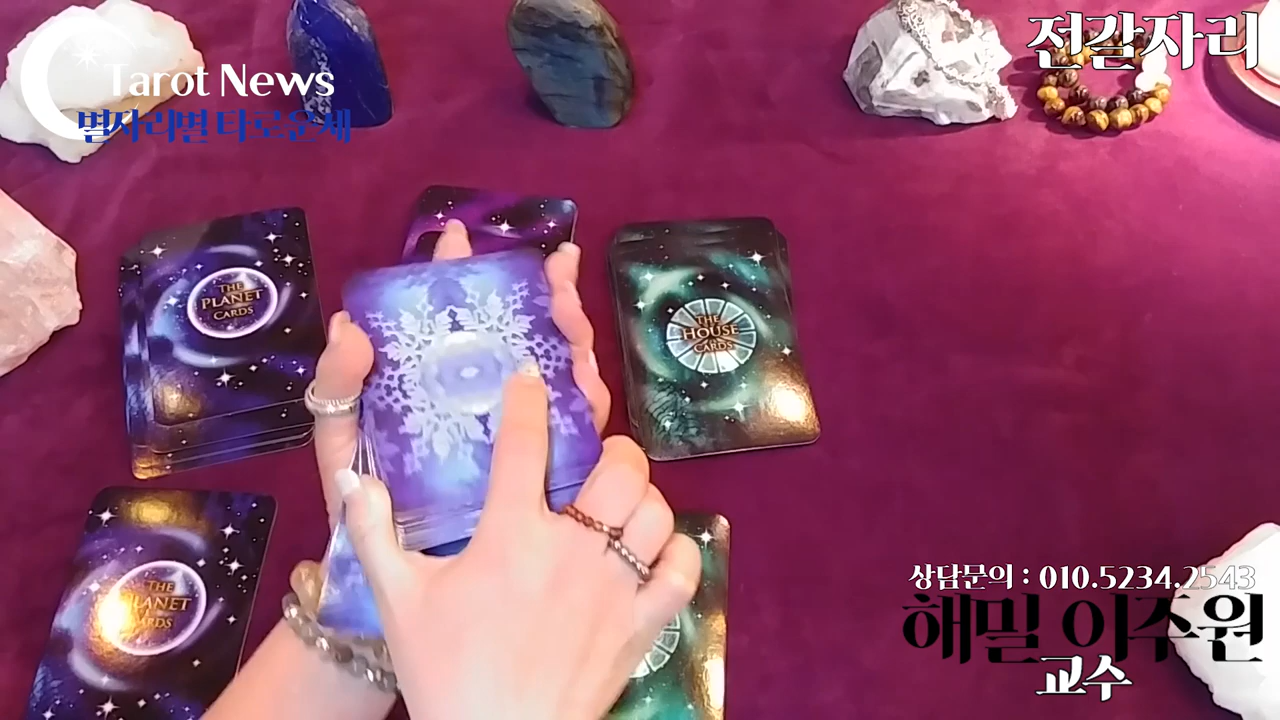 Tarot News
별자리별 타로운세
전갈자리
THE
PLANET
CARDS
THE
HOUSE
CARDS
THE
PLANET
CARDS
상담문의 : 010.5234.2543
해밀 이주원
교수